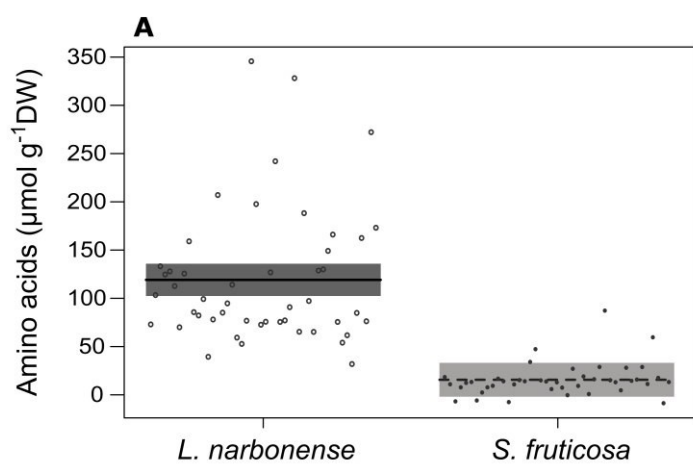 A
Amino acids (µmol g⁻¹DW)
350
300
250
200
150
100
50
0
L. narbonense
S. fruticosa